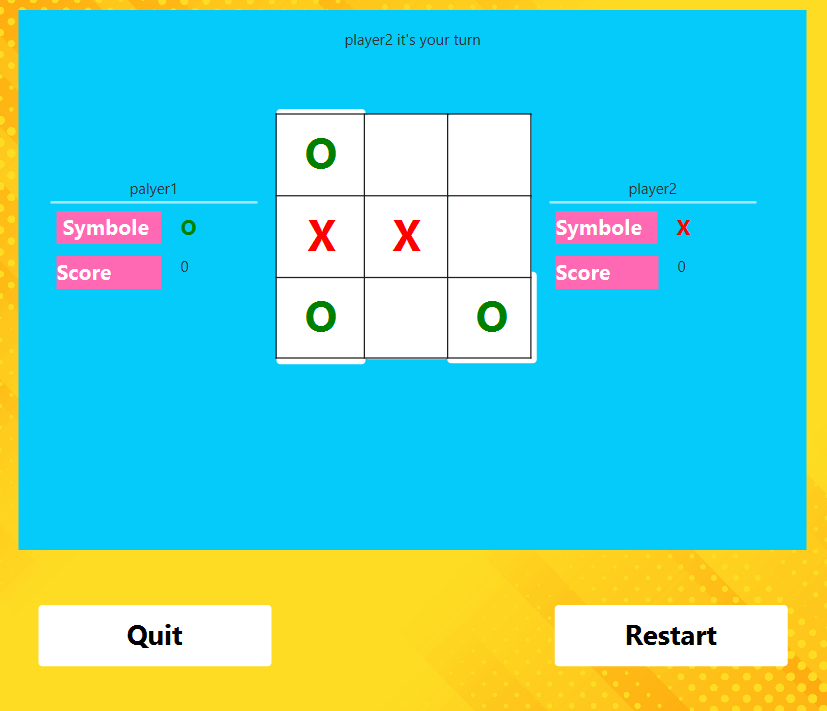 player2 it's your turn
O
palyer1
player2
Symbole O
X X
Symbole X
Score 0
Score 0
O O
Quit
Restart